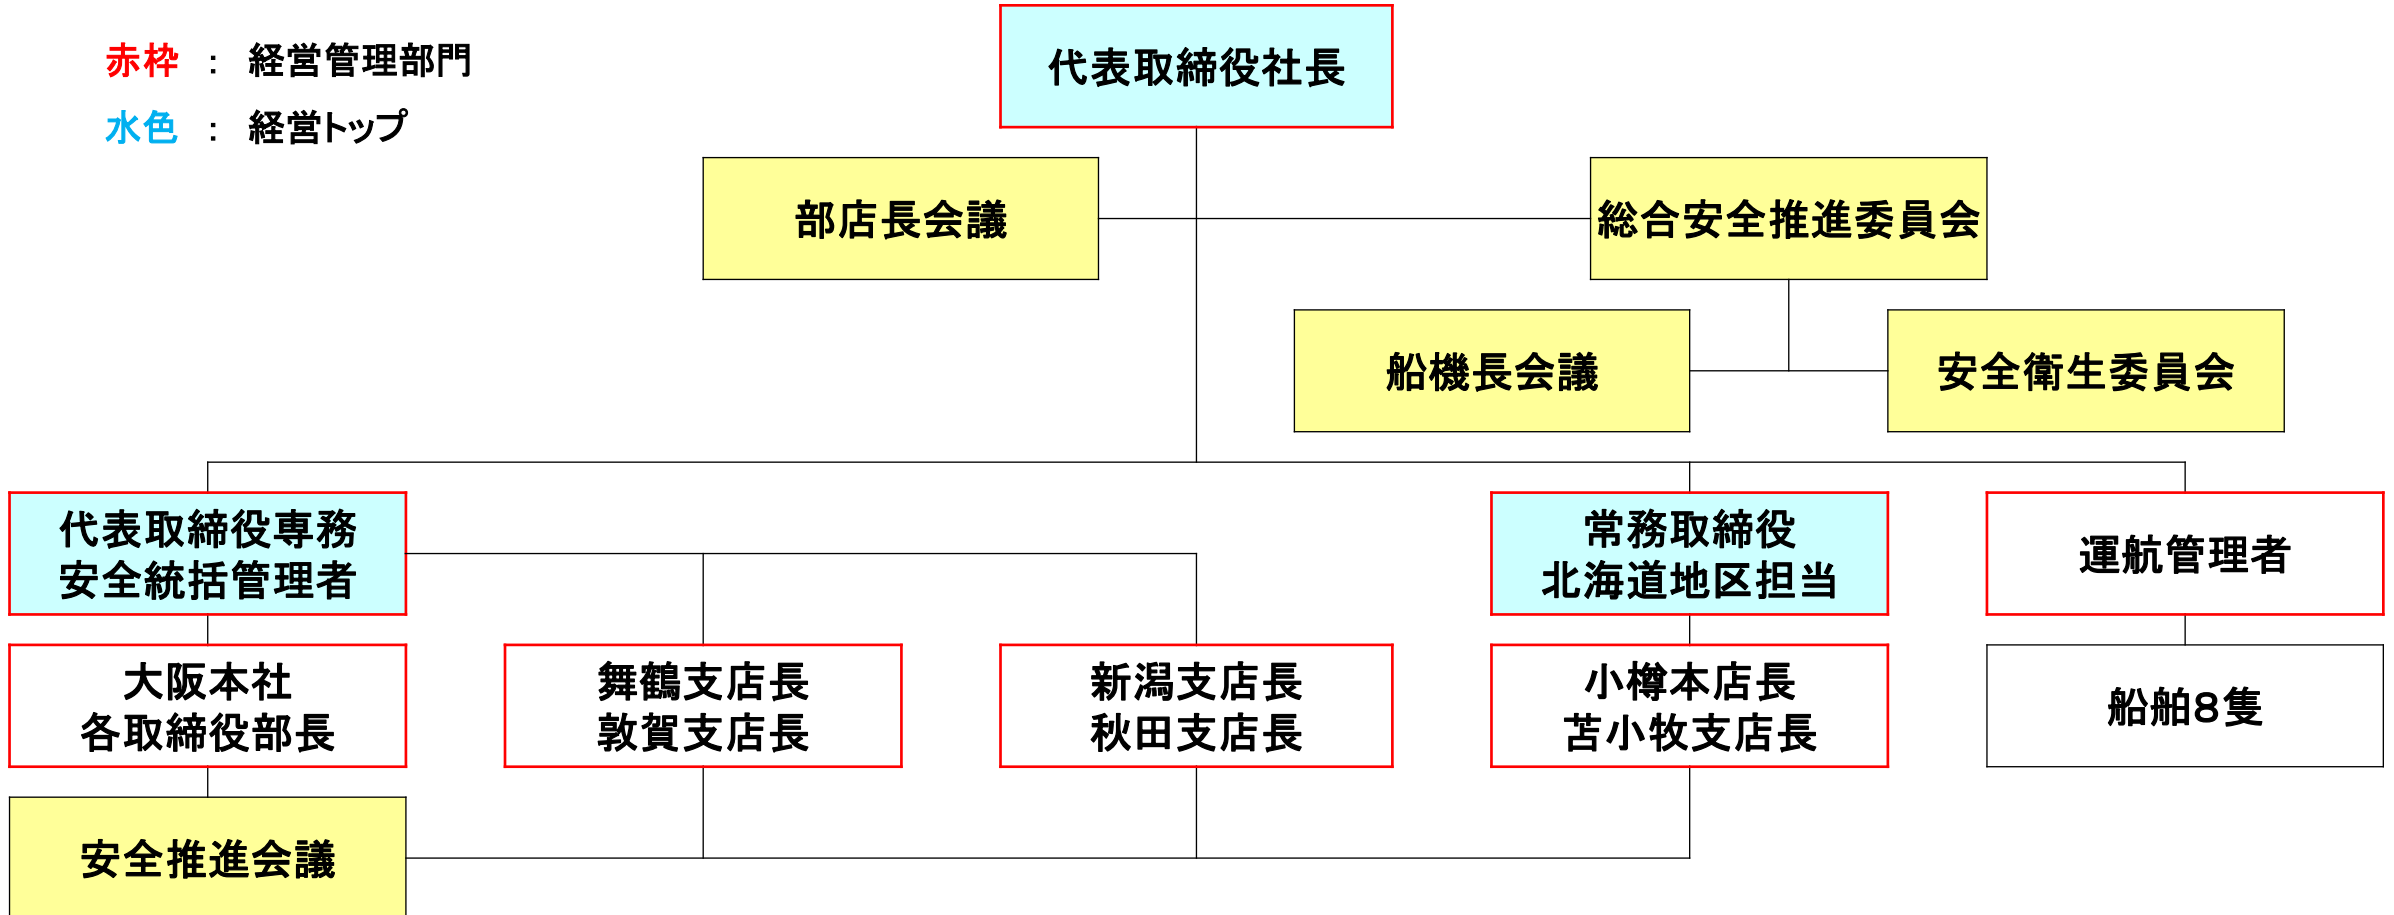 代表取締役社長
赤枠 ： 経営管理部門
水色 ： 経営トップ
部店長会議
総合安全推進委員会
船機長会議
安全衛生委員会
代表取締役専務
安全統括管理者
常務取締役
北海道地区担当
運航管理者
大阪本社
各取締役部長
舞鶴支店長
敦賀支店長
新潟支店長
秋田支店長
小樽本店長
苫小牧支店長
船舶８隻
安全推進会議